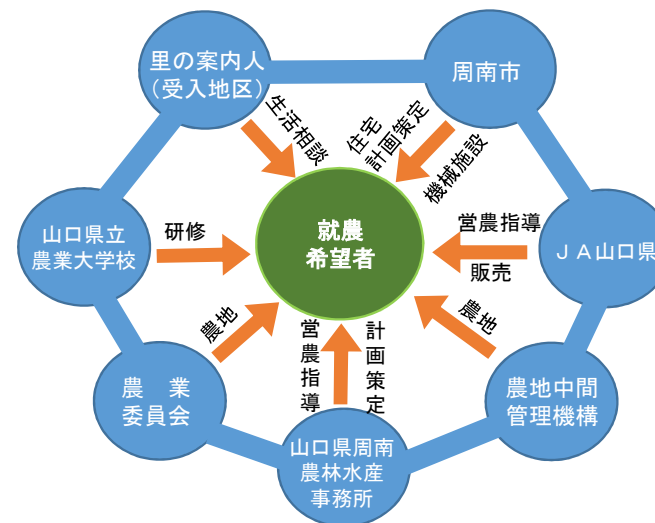 里の案内人
（受入地区）
周南市
生活相談
住宅
計画策定
機械施設
山口県立
農業大学校
研修
就農
希望者
営農指導
販売
ＪＡ山口県
農地
農地
営農指導
計画策定
農　業
委員会
農地中間
管理機構
山口県周南
農林水産
事務所